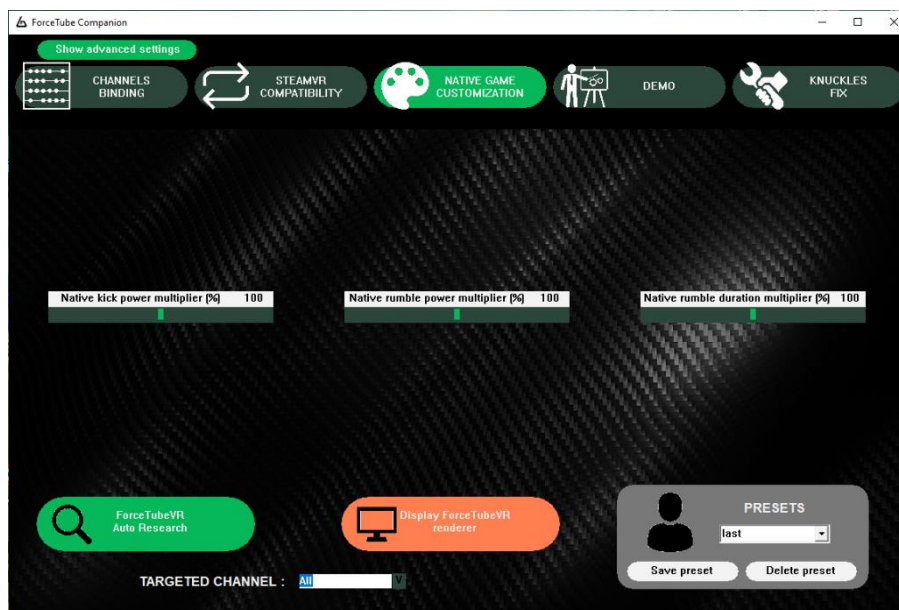 ForceTube Companion
Show advanced settings
CHANNELS
BINDING
STEAMVR
COMPATIBILITY
NATIVE GAME
CUSTOMIZATION
DEMO
KNUCKLES
FIX
Native kick power multiplier (%) 100
Native rumble power multiplier (%) 100
Native rumble duration multiplier (%) 100
ForceTubeVR
Auto Research
Display ForceTubeVR
renderer
PRESETS
last
Save preset
Delete preset
TARGETED CHANNEL : All V